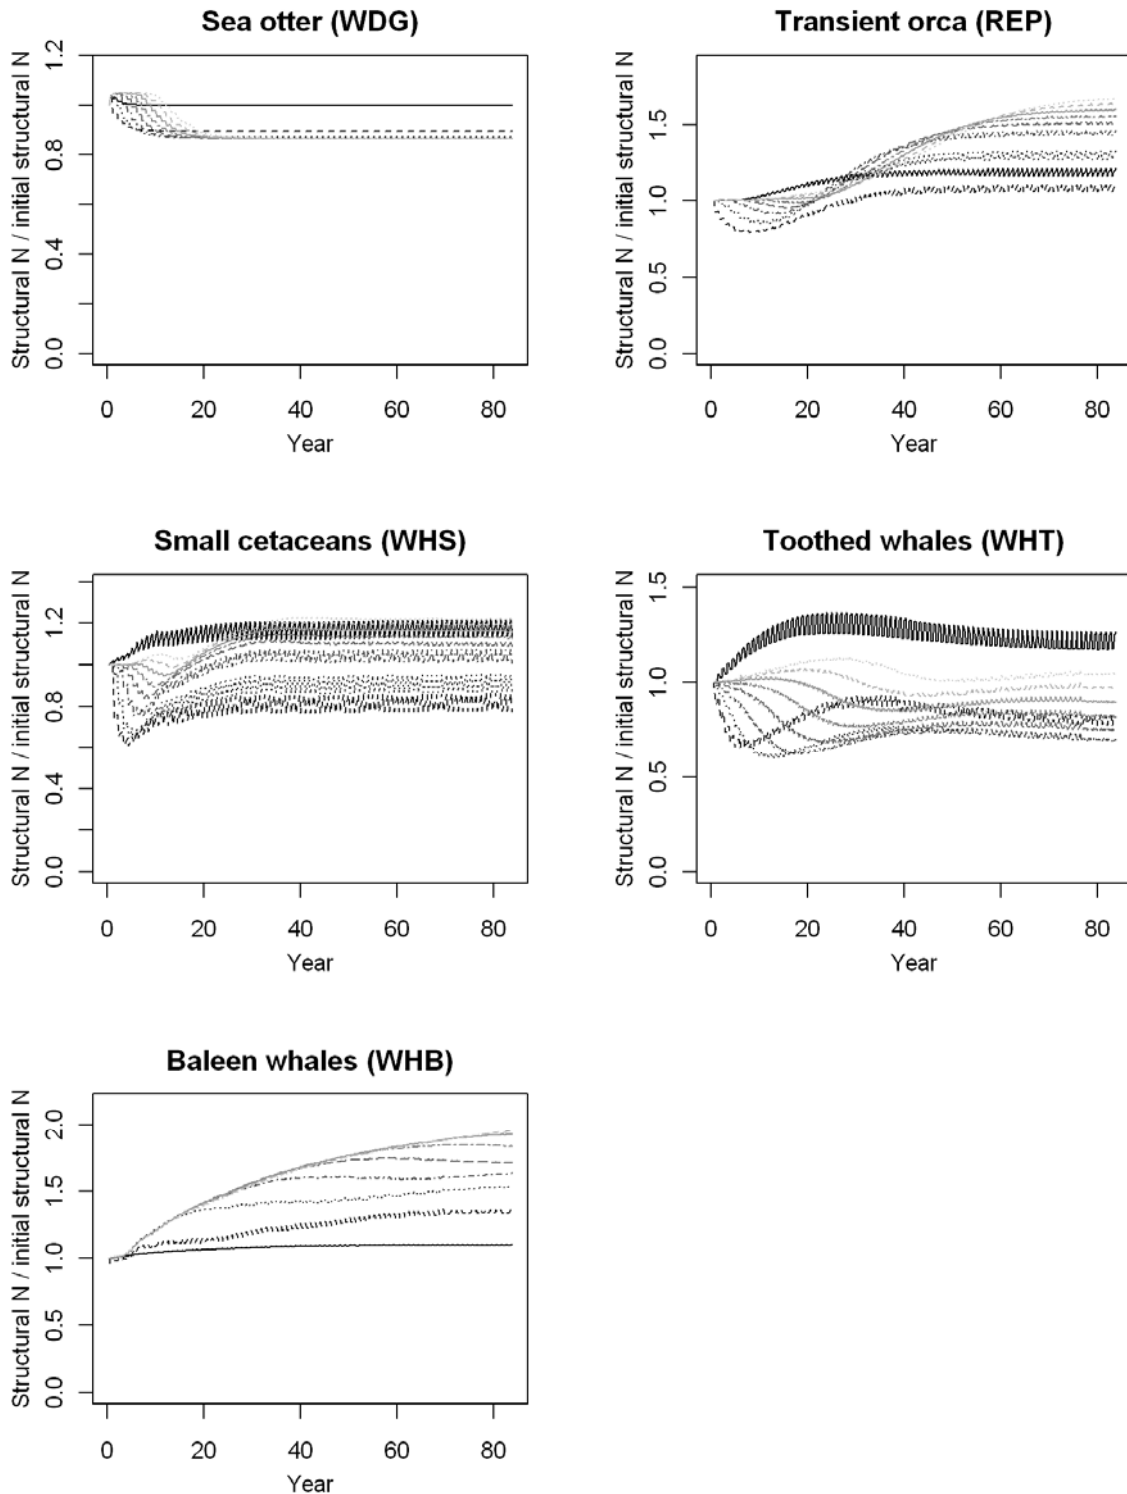 Sea otter (WDG)
Structural N / initial structural N
0.0
0.4
0.8
1.2
0 20 40 60 80
Year
Transient orca (REP)
Structural N / initial structural N
0.0
0.5
1.0
1.5
0 20 40 60 80
Year
Small cetaceans (WHS)
Structural N / initial structural N
0.0
0.4
0.8
1.2
0 20 40 60 80
Year
Toothed whales (WHT)
Structural N / initial structural N
0.0
0.5
1.0
1.5
0 20 40 60 80
Year
Baleen whales (WHB)
Structural N / initial structural N
0.0
0.5
1.0
1.5
2.0
0 20 40 60 80
Year